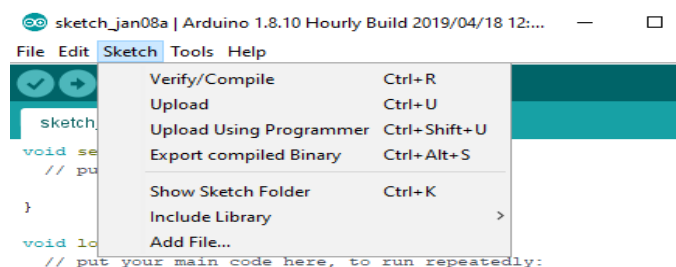 sketch_jan08a | Arduino 1.8.10 Hourly Build 2019/04/18 12:...
File Edit Sketch Tools Help
Verify/Compile Ctrl+R
Upload Ctrl+U
sketch_
Upload Using Programmer Ctrl+Shift+U
void se
Export compiled Binary Ctrl+Alt+S
// pu
Show Sketch Folder Ctrl+K
}
Include Library >
void lo
Add File...
// put your main code here, to run repeatedly: